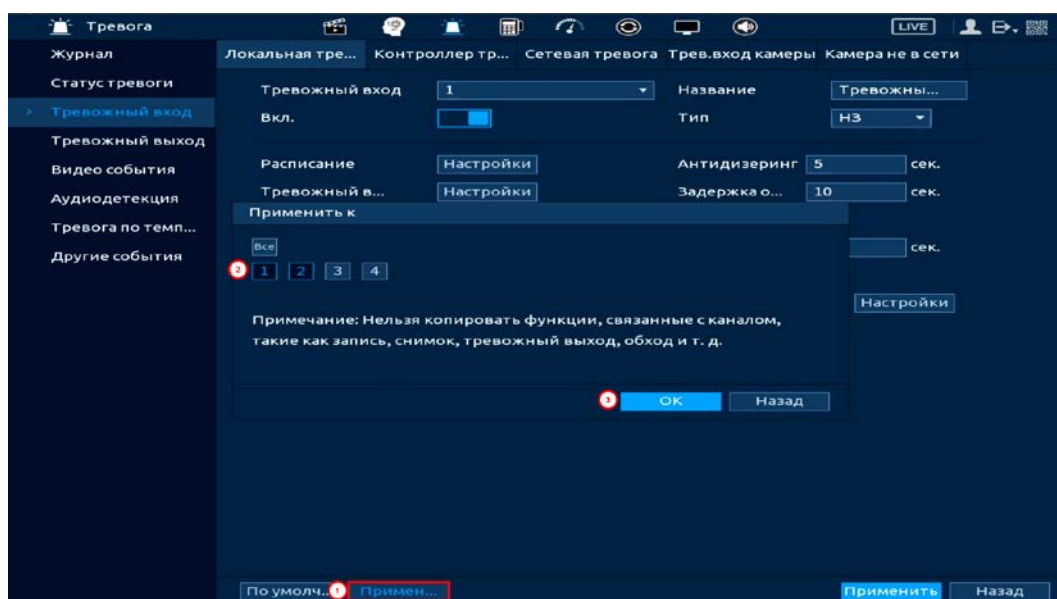 Тревога LIVE
Журнал
Статус тревоги
> Тревожный вход
Тревожный выход
Видео события
Аудиодетекция
Тревога по темп...
Другие события
Локальная тре... Контроллер тр... Сетевая тревога Трев.вход камеры Камера не в сети
Тревожный вход 1 Название Тревожны...
Вкл. Тип НЗ
Расписание Настройки Антидизеринг 5 сек.
Тревожный в... Настройки Задержка о... 10 сек.
Применить к
Все сек.
2 1 2 3 4
Настройки
Примечание: Нельзя копировать функции, связанные с каналом,
такие как запись, снимок, тревожный выход, обход и т. д.
3 OK Назад
По умолч... 1 Примен... Применить Назад